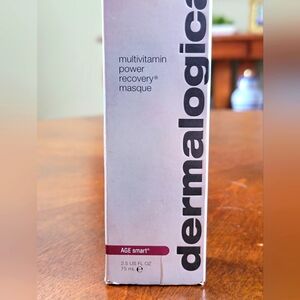 multivitamin
power
recovery®
masque
dermalogica
AGE smart®
2.5 US FL OZ
75 mL e